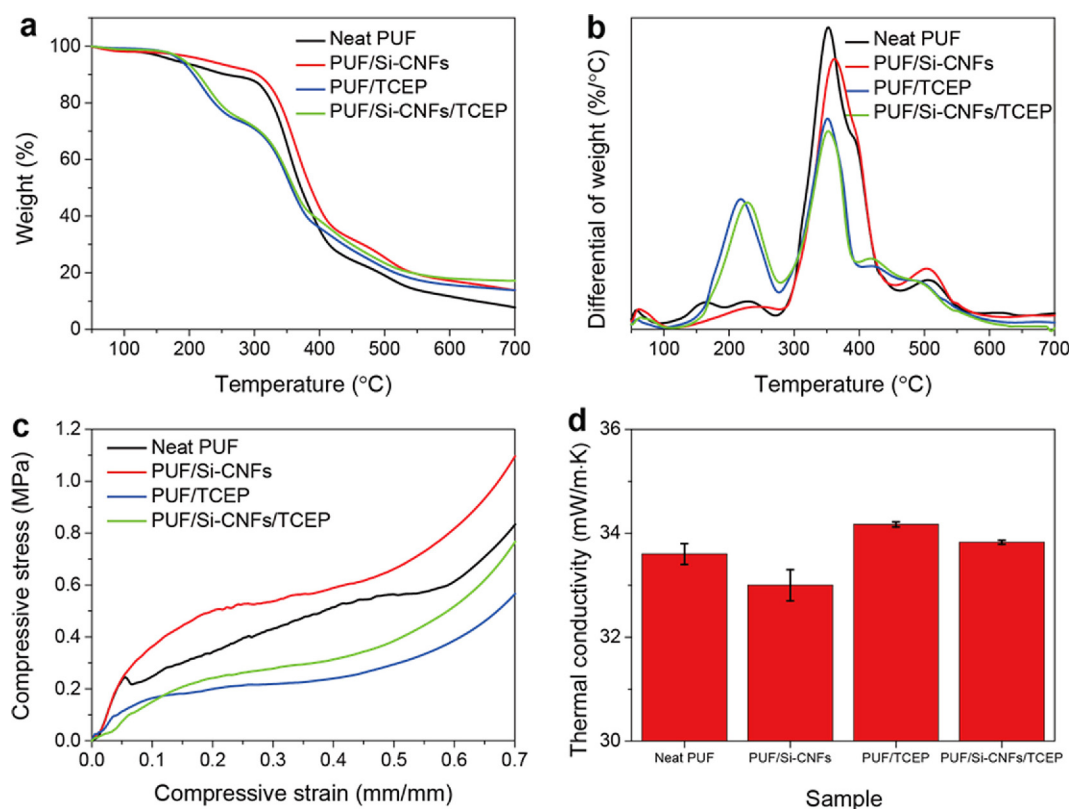 a
100
80
60
40
20
0
Weight (%)
Neat PUF
PUF/Si-CNFs
PUF/TCEP
PUF/Si-CNFs/TCEP
100 200 300 400 500 600 700
Temperature (°C)
b
Differential of weight (%/°C)
Neat PUF
PUF/Si-CNFs
PUF/TCEP
PUF/Si-CNFs/TCEP
50 100 200 300 400 500 600 700
Temperature (°C)
c
1.2
1.0
0.8
0.6
0.4
0.2
0.0
Compressive stress (MPa)
Neat PUF
PUF/Si-CNFs
PUF/TCEP
PUF/Si-CNFs/TCEP
0.0 0.1 0.2 0.3 0.4 0.5 0.6 0.7
Compressive strain (mm/mm)
d
36
34
32
30
Thermal conductivity (mW/m·K)
Neat PUF PUF/Si-CNFs PUF/TCEP PUF/Si-CNFs/TCEP
Sample